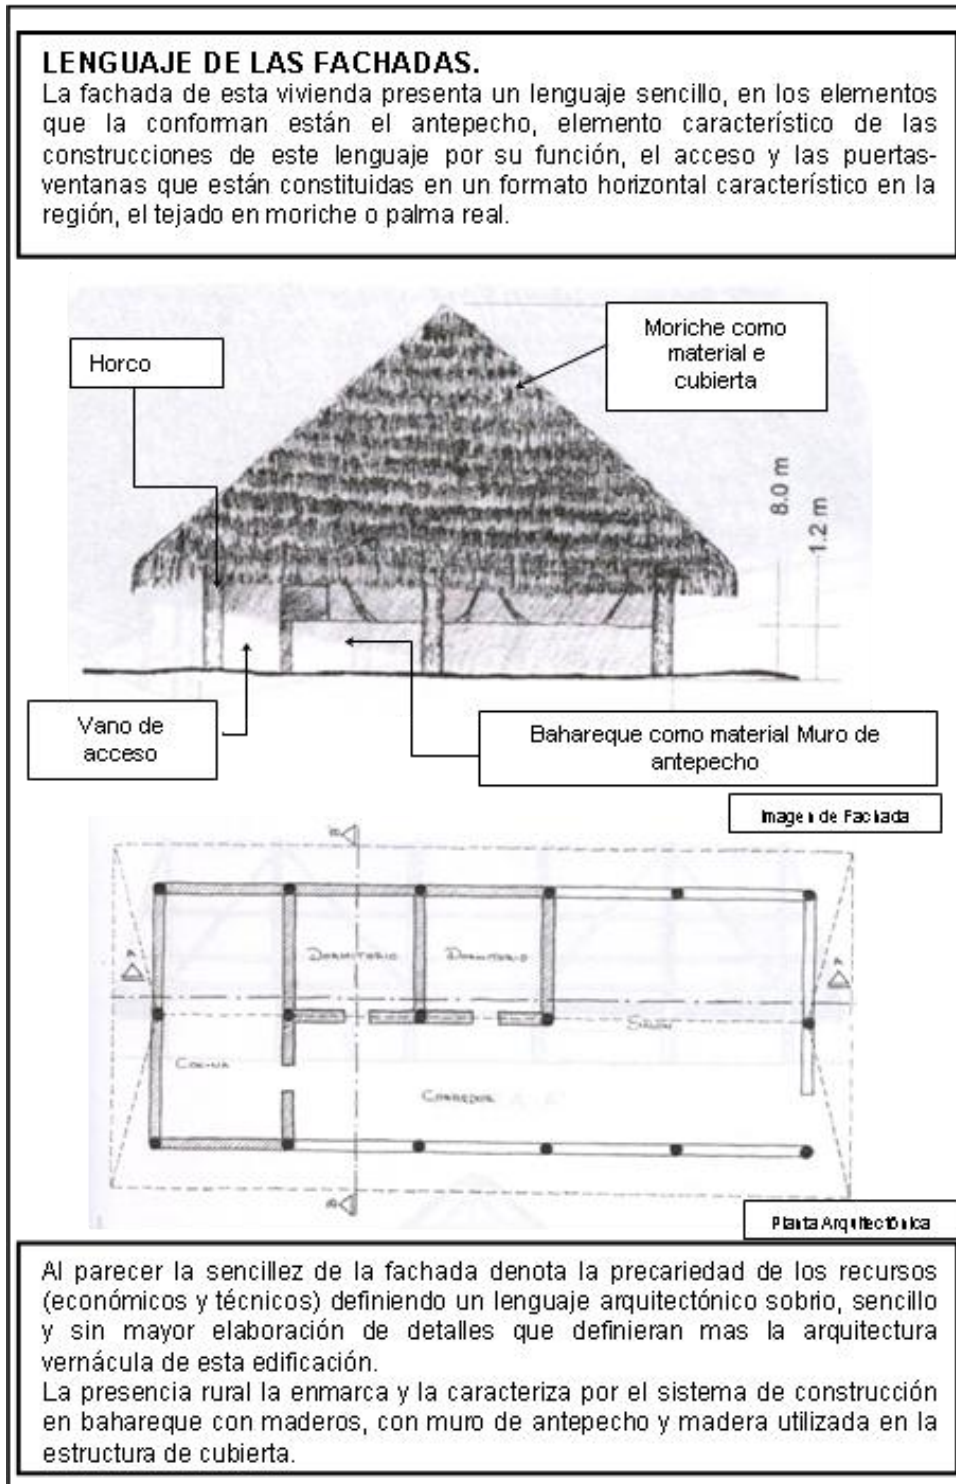 LENGUAJE DE LAS FACHADAS.
La fachada de esta vivienda presenta un lenguaje sencillo, en los elementos
que la conforman están el antepecho, elemento característico de las
construcciones de este lenguaje por su función, el acceso y las puertas-
ventanas que están constituidas en un formato horizontal característico en la
región, el tejado en moriche o palma real.
Horco
Moriche como
material e
cubierta
8.0 m
1.2 m
Vano de
acceso
Bahareque como material Muro de
antepecho
Imagen de Fachada
B
Dormitorio
Dormitorio
A
A
Salón
Cocina
Corredor
B
Planta Arquitectónica
Al parecer la sencillez de la fachada denota la precariedad de los recursos
(económicos y técnicos) definiendo un lenguaje arquitectónico sobrio, sencillo
y sin mayor elaboración de detalles que definieran mas la arquitectura
vernácula de esta edificación.
La presencia rural la enmarca y la caracteriza por el sistema de construcción
en bahareque con maderos, con muro de antepecho y madera utilizada en la
estructura de cubierta.